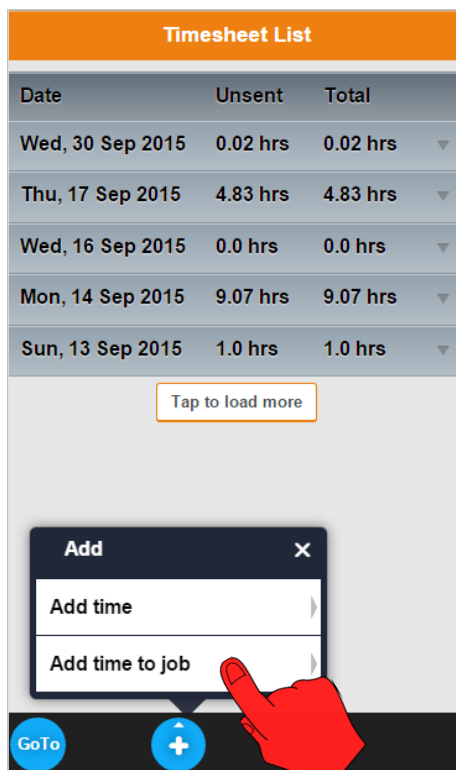 Timesheet List
Date Unsent Total
Wed, 30 Sep 2015 0.02 hrs 0.02 hrs
Thu, 17 Sep 2015 4.83 hrs 4.83 hrs
Wed, 16 Sep 2015 0.0 hrs 0.0 hrs
Mon, 14 Sep 2015 9.07 hrs 9.07 hrs
Sun, 13 Sep 2015 1.0 hrs 1.0 hrs
Tap to load more
Add
Add time
Add time to job
GoTo